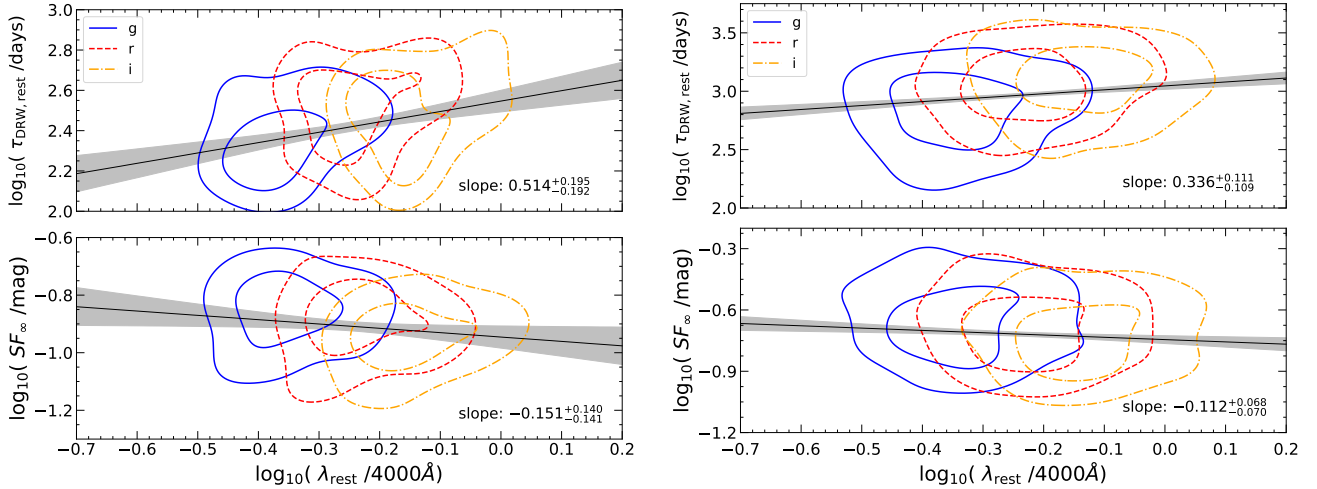 3.0
2.8
2.6
2.4
2.2
2.0
log₁₀( τ_DRW,rest /days)
g
r
i
slope: 0.514^{+0.195}_{−0.192}
−0.6
−0.8
−1.0
−1.2
log₁₀( SF_∞ /mag)
slope: −0.151^{+0.140}_{−0.141}
−0.7 −0.6 −0.5 −0.4 −0.3 −0.2 −0.1 0.0 0.1 0.2
log₁₀( λ_rest /4000Å)
3.5
3.0
2.5
2.0
log₁₀( τ_DRW,rest /days)
g
r
i
slope: 0.336^{+0.111}_{−0.109}
−0.3
−0.6
−0.9
−1.2
log₁₀( SF_∞ /mag)
slope: −0.112^{+0.068}_{−0.070}
−0.7 −0.6 −0.5 −0.4 −0.3 −0.2 −0.1 0.0 0.1 0.2
log₁₀( λ_rest /4000Å)